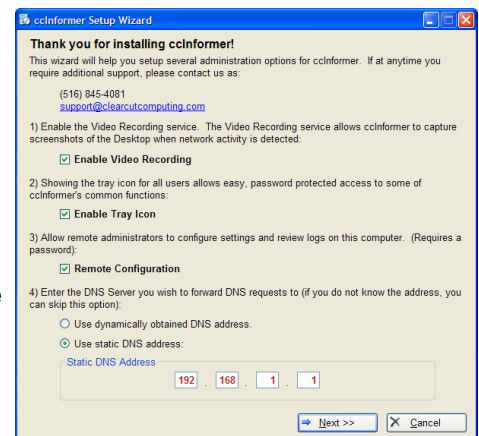 ccInformer Setup Wizard
Thank you for installing ccInformer!
This wizard will help you setup several administration options for ccInformer. If at anytime you
require additional support, please contact us as:
(516) 845-4081
support@clearcutcomputing.com
1) Enable the Video Recording service. The Video Recording service allows ccInformer to capture
screenshots of the Desktop when network activity is detected:
Enable Video Recording
2) Showing the tray icon for all users allows easy, password protected access to some of
ccInformer's common functions:
Enable Tray Icon
3) Allow remote administrators to configure settings and review logs on this computer. (Requires a
password):
Remote Configuration
4) Enter the DNS Server you wish to forward DNS requests to (if you do not know the address, you
can skip this option):
Use dynamically obtained DNS address.
Use static DNS address:
Static DNS Address
192 . 168 . 1 . 1
Next >> Cancel